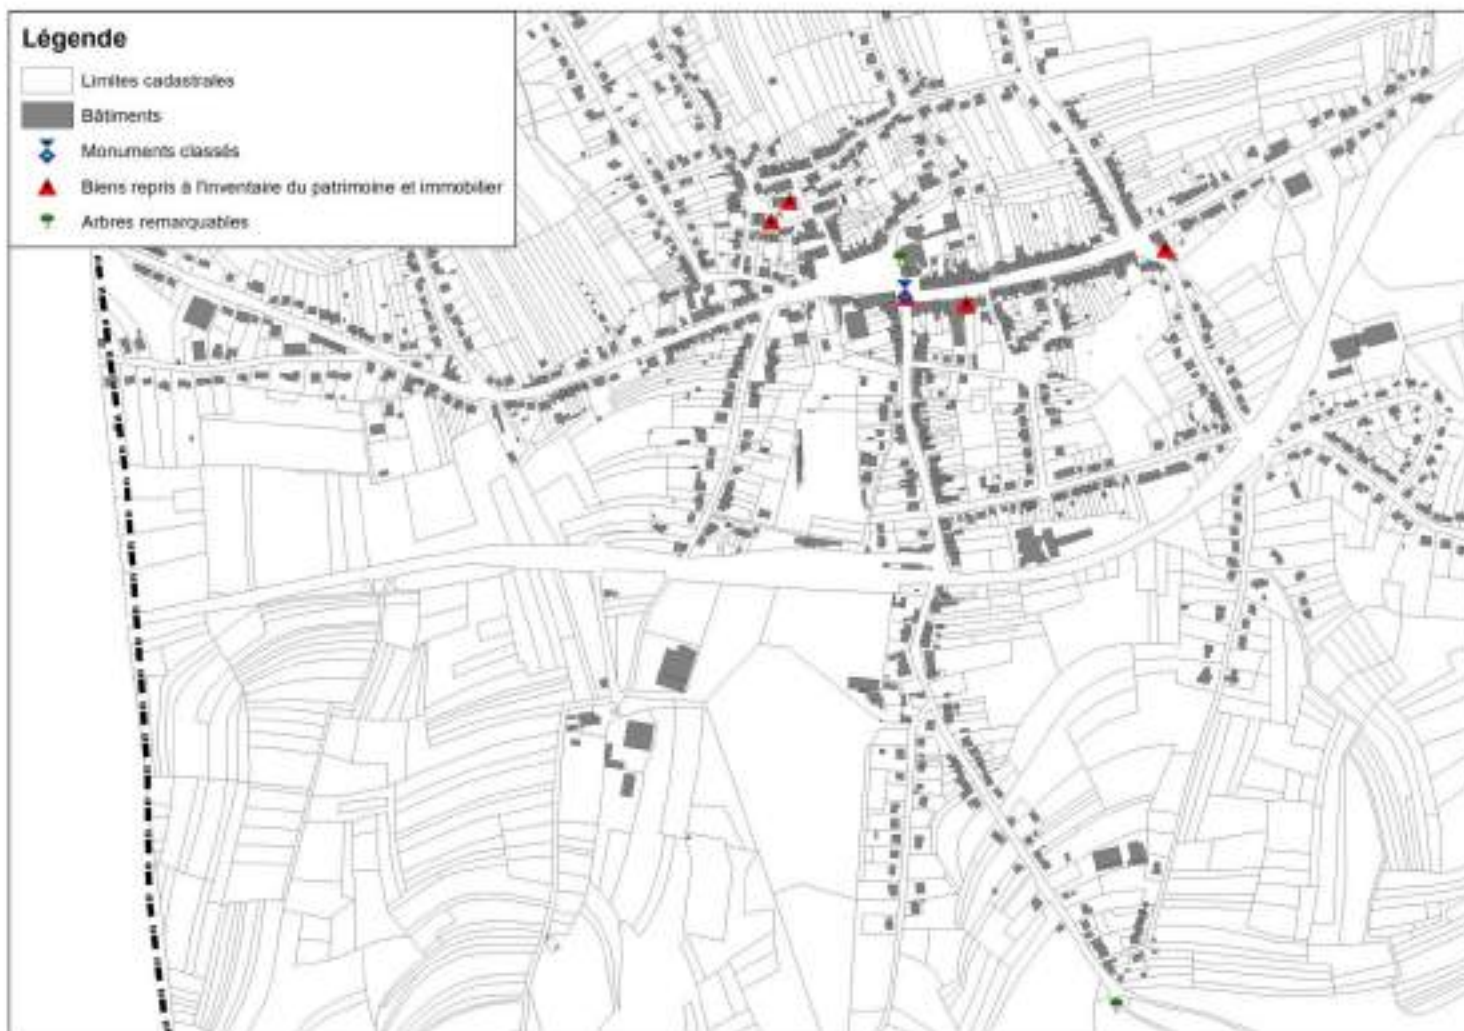 Légende
Limites cadastrales
Bâtiments
Monuments classés
Biens repris à l'inventaire du patrimoine et immobilier
Arbres remarquables